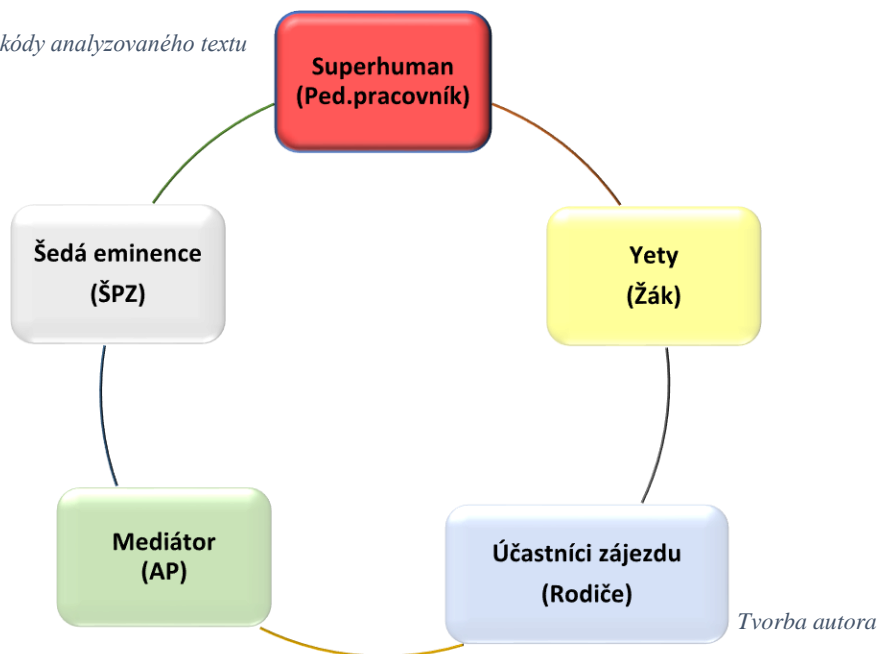 kódy analyzovaného textu
Superhuman
(Ped.pracovník)
Šedá eminence
(ŠPZ)
Yety
(Žák)
Mediátor
(AP)
Účastníci zájezdu
(Rodiče)
Tvorba autora